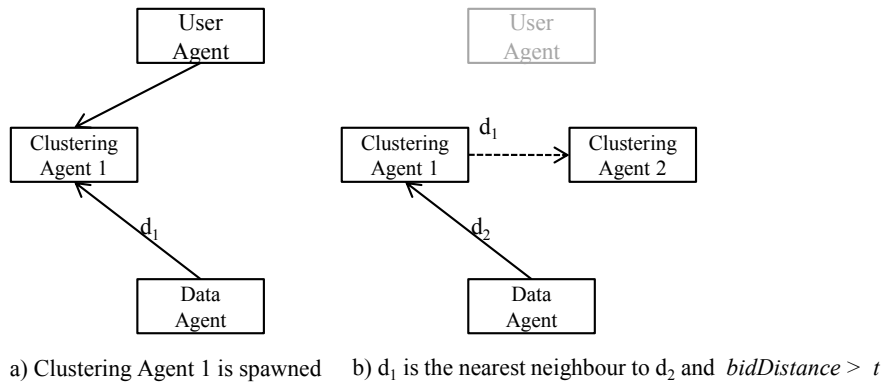 User
Agent
Clustering
Agent 1
d₁
Data
Agent
a) Clustering Agent 1 is spawned
User
Agent
Clustering
Agent 1
d₁
Clustering
Agent 2
d₂
Data
Agent
b) d₁ is the nearest neighbour to d₂ and bidDistance > t